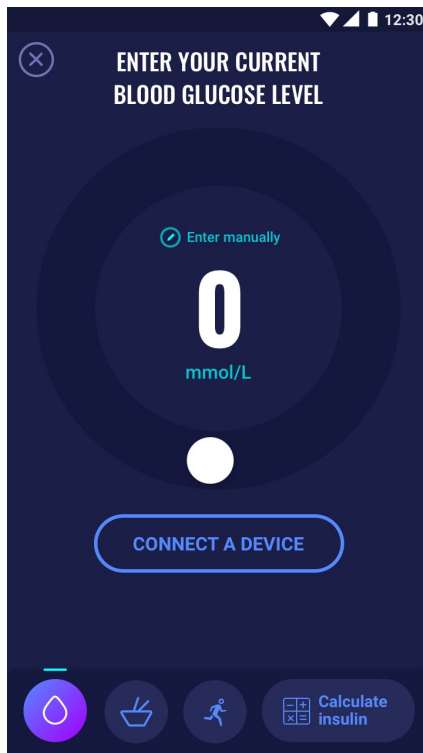 12:30
ENTER YOUR CURRENT
BLOOD GLUCOSE LEVEL
Enter manually
0
mmol/L
CONNECT A DEVICE
Calculate
insulin